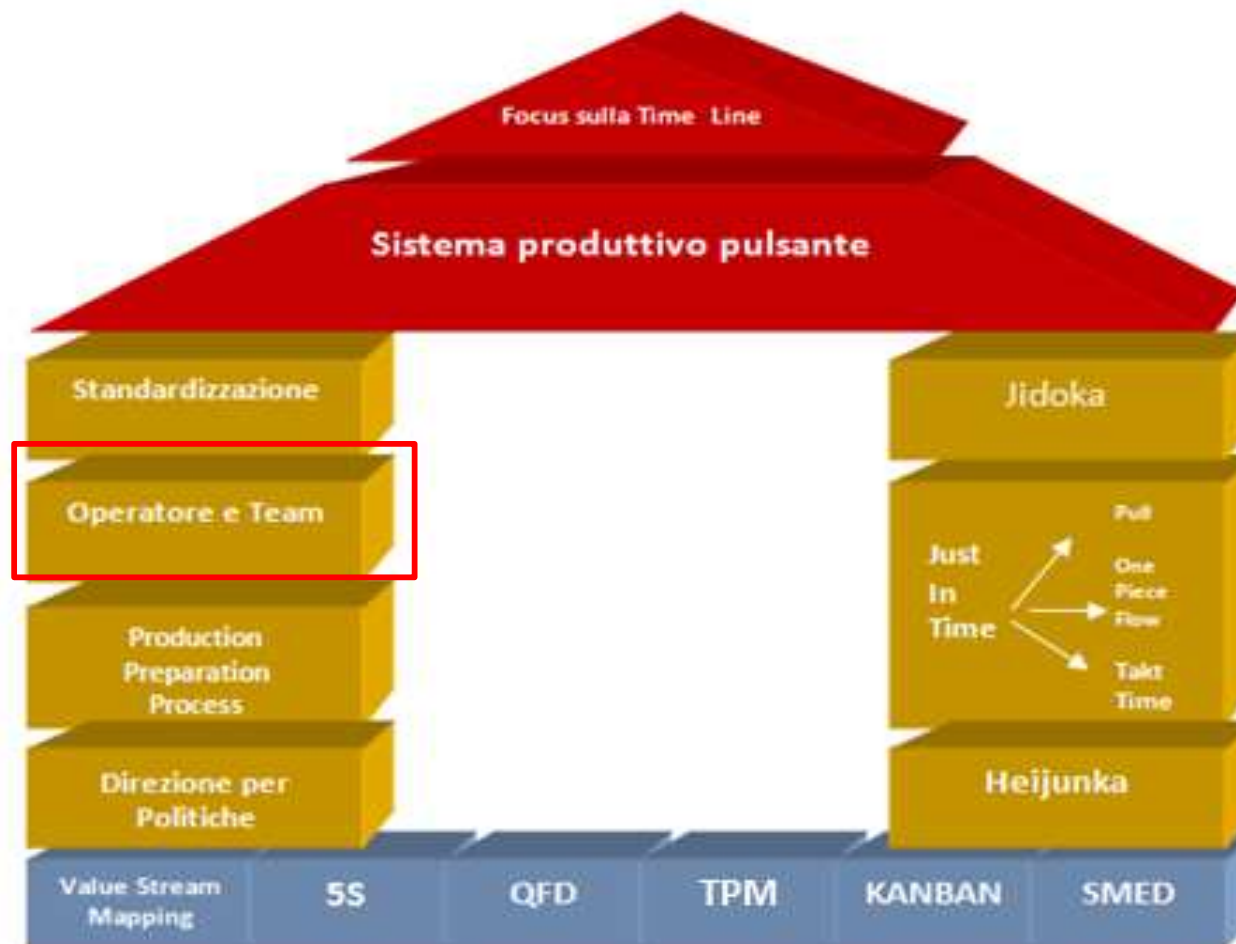 Focus sulla Time Line
Sistema produttivo pulsante
Standardizzazione
Operatore e Team
Production
Preparation
Process
Direzione per
Politiche
Jidoka
Just
In
Time
Pull
One
Piece
Flow
Takt
Time
Heijunka
Value Stream
Mapping
5S
QFD
TPM
KANBAN
SMED